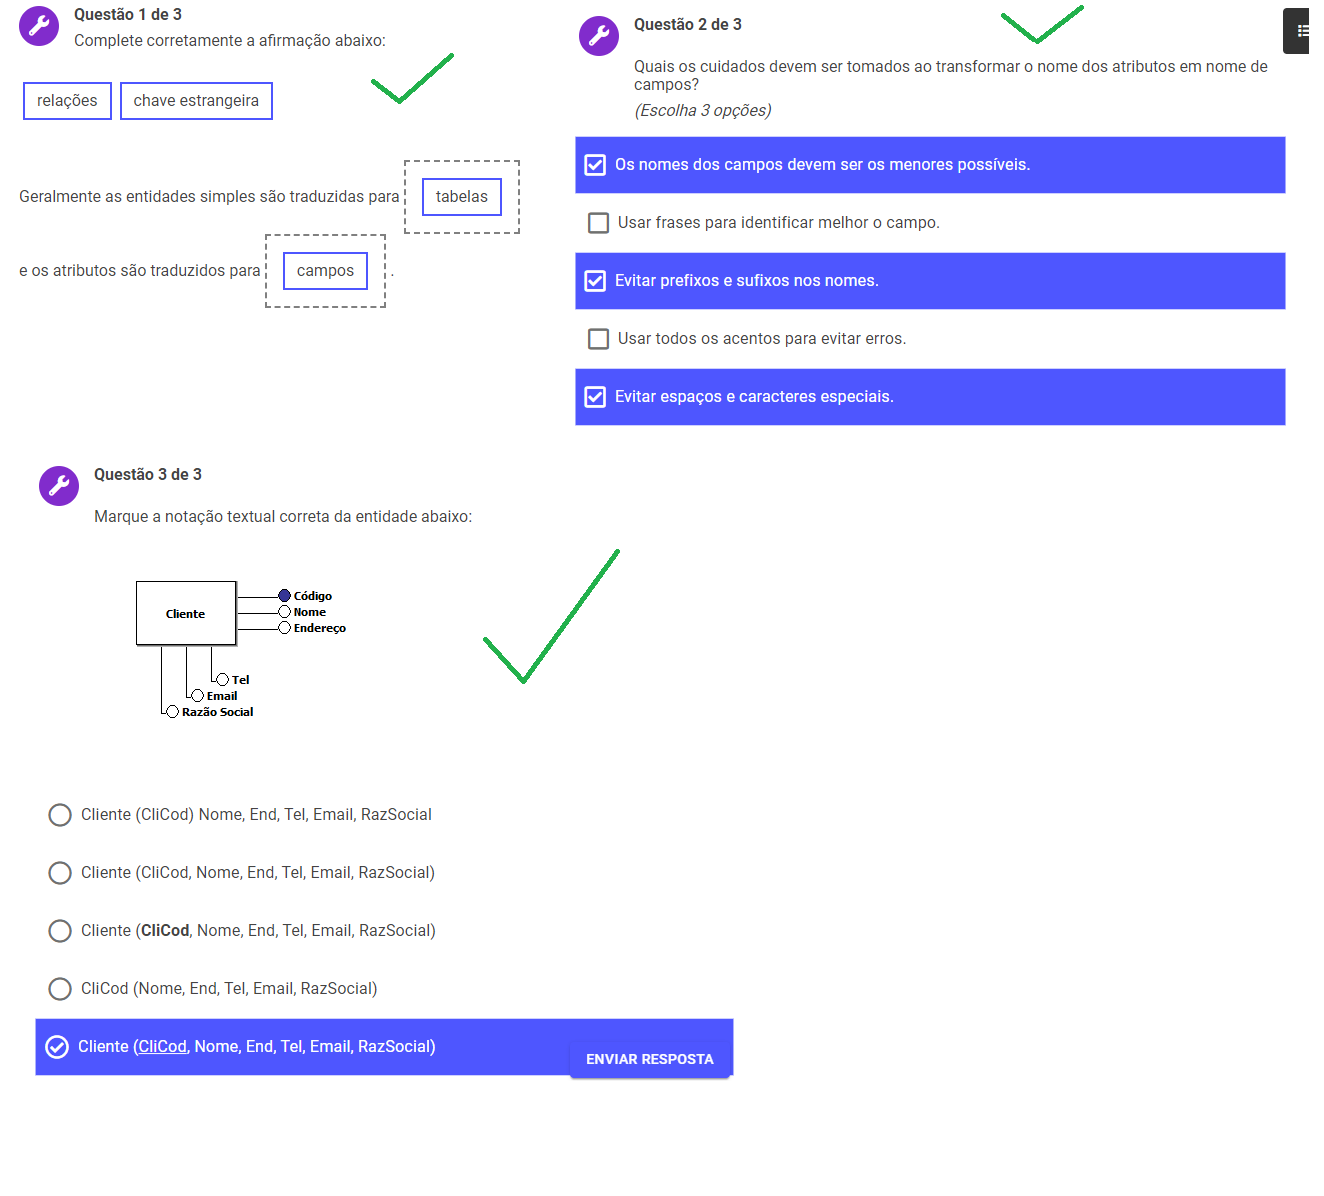 Questão 1 de 3
Complete corretamente a afirmação abaixo:
relações
chave estrangeira
Geralmente as entidades simples são traduzidas para tabelas
e os atributos são traduzidos para campos .
Questão 2 de 3
Quais os cuidados devem ser tomados ao transformar o nome dos atributos em nome de
campos?
(Escolha 3 opções)
Os nomes dos campos devem ser os menores possíveis.
Usar frases para identificar melhor o campo.
Evitar prefixos e sufixos nos nomes.
Usar todos os acentos para evitar erros.
Evitar espaços e caracteres especiais.
Questão 3 de 3
Marque a notação textual correta da entidade abaixo:
Cliente
Código
Nome
Endereço
Tel
Email
Razão Social
Cliente (CliCod) Nome, End, Tel, Email, RazSocial
Cliente (CliCod, Nome, End, Tel, Email, RazSocial)
Cliente (CliCod, Nome, End, Tel, Email, RazSocial)
CliCod (Nome, End, Tel, Email, RazSocial)
Cliente (CliCod, Nome, End, Tel, Email, RazSocial)
ENVIAR RESPOSTA